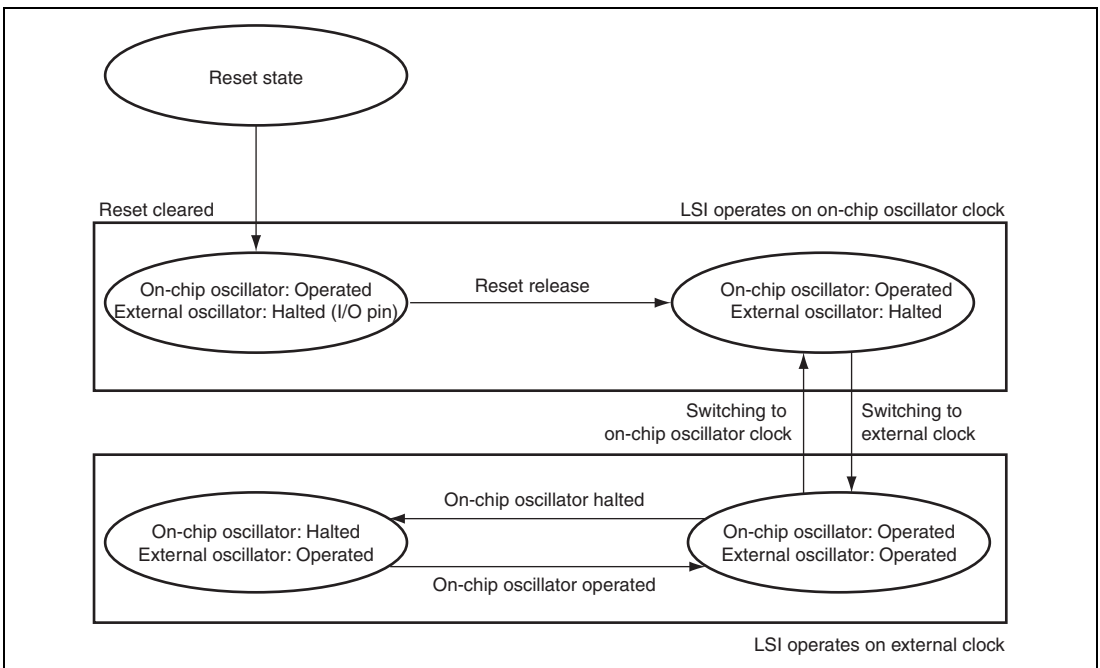 Reset state
Reset cleared
LSI operates on on-chip oscillator clock
On-chip oscillator: Operated
External oscillator: Halted (I/O pin)
Reset release
On-chip oscillator: Operated
External oscillator: Halted
Switching to
on-chip oscillator clock
Switching to
external clock
On-chip oscillator: Halted
External oscillator: Operated
On-chip oscillator halted
On-chip oscillator operated
On-chip oscillator: Operated
External oscillator: Operated
LSI operates on external clock